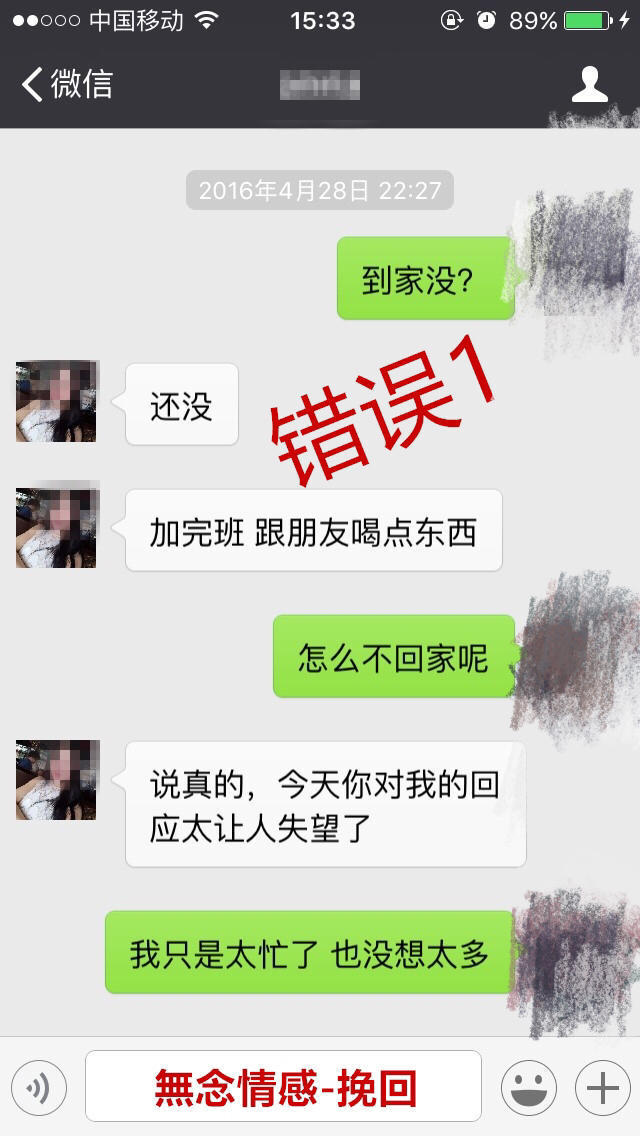 中国移动 15:33 89%
微信
2016年4月28日 22:27
到家没?
还没
错误1
加完班 跟朋友喝点东西
怎么不回家呢
说真的，今天你对我的回
应太让人失望了
我只是太忙了 也没想太多
無念情感-挽回